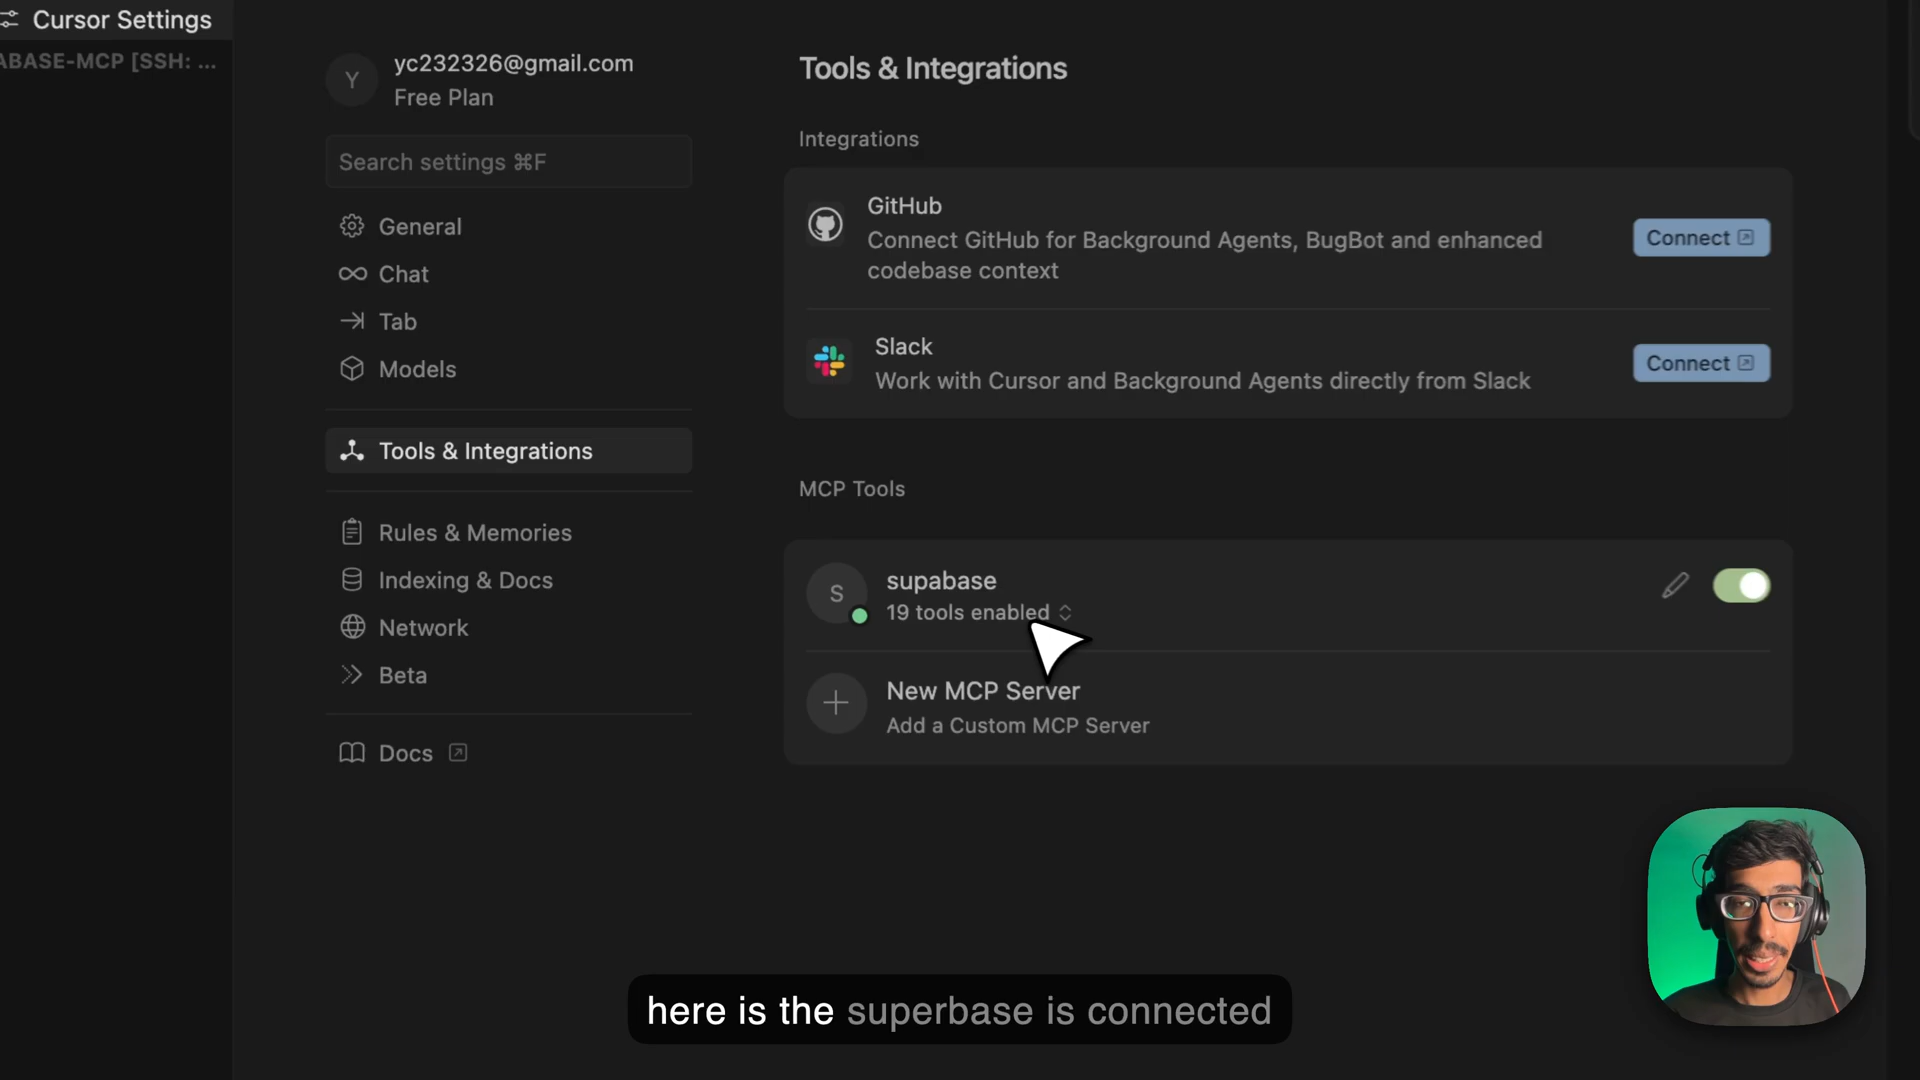 Cursor Settings
ABASE-MCP [SSH: ...
Y
yc232326@gmail.com
Free Plan
Search settings ⌘F
General
Chat
Tab
Models
Tools & Integrations
Rules & Memories
Indexing & Docs
Network
Beta
Docs
Tools & Integrations
Integrations
GitHub
Connect GitHub for Background Agents, BugBot and enhanced
codebase context
Connect
Slack
Work with Cursor and Background Agents directly from Slack
Connect
MCP Tools
S
supabase
19 tools enabled
New MCP Server
Add a Custom MCP Server
here is the superbase is connected